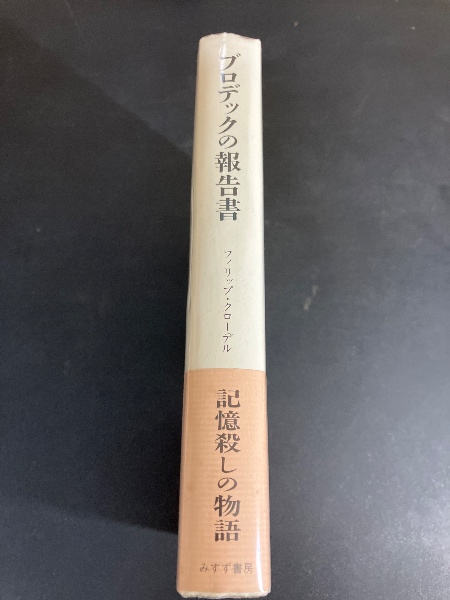 ブロデックの報告書
フィリップ・クローデル
記憶殺しの物語
みすず書房